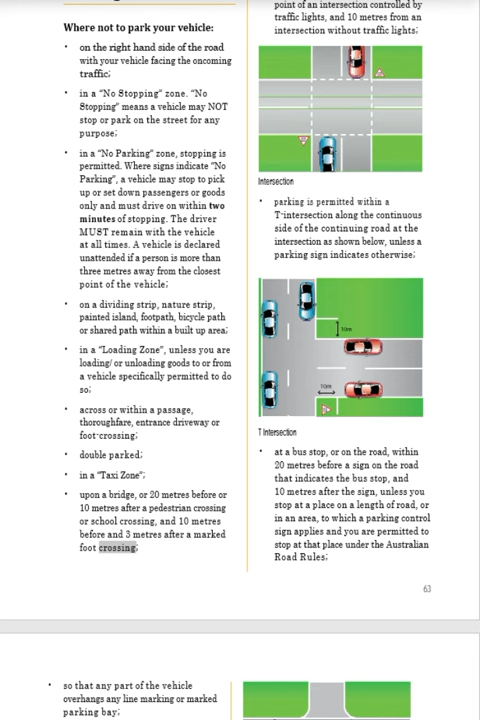 Where not to park your vehicle:
• on the right hand side of the road
with your vehicle facing the oncoming
traffic;
• in a "No Stopping" zone. "No
Stopping" means a vehicle may NOT
stop or park on the street for any
purpose;
• in a "No Parking" zone, stopping is
permitted. Where signs indicate "No
Parking", a vehicle may stop to pick
up or set down passengers or goods
only and must drive on within two
minutes of stopping. The driver
MUST remain with the vehicle
at all times. A vehicle is declared
unattended if a person is more than
three metres away from the closest
point of the vehicle;
• on a dividing strip, nature strip,
painted island, footpath, bicycle path
or shared path within a built up area;
• in a "Loading Zone", unless you are
loading/ or unloading goods to or from
a vehicle specifically permitted to do
so;
• across or within a passage,
thoroughfare, entrance driveway or
foot-crossing;
• double parked;
• in a "Taxi Zone";
• upon a bridge, or 20 metres before or
10 metres after a pedestrian crossing
or school crossing, and 10 metres
before and 3 metres after a marked
foot crossing;
point of an intersection controlled by
traffic lights, and 10 metres from an
intersection without traffic lights;
Intersection
• parking is permitted within a
T-intersection along the continuous
side of the continuing road at the
intersection as shown below, unless a
parking sign indicates otherwise;
10m
10m
T Intersection
• at a bus stop, or on the road, within
20 metres before a sign on the road
that indicates the bus stop, and
10 metres after the sign, unless you
stop at a place on a length of road, or
in an area, to which a parking control
sign applies and you are permitted to
stop at that place under the Australian
Road Rules;
63
• so that any part of the vehicle
overhangs any line marking or marked
parking bay;